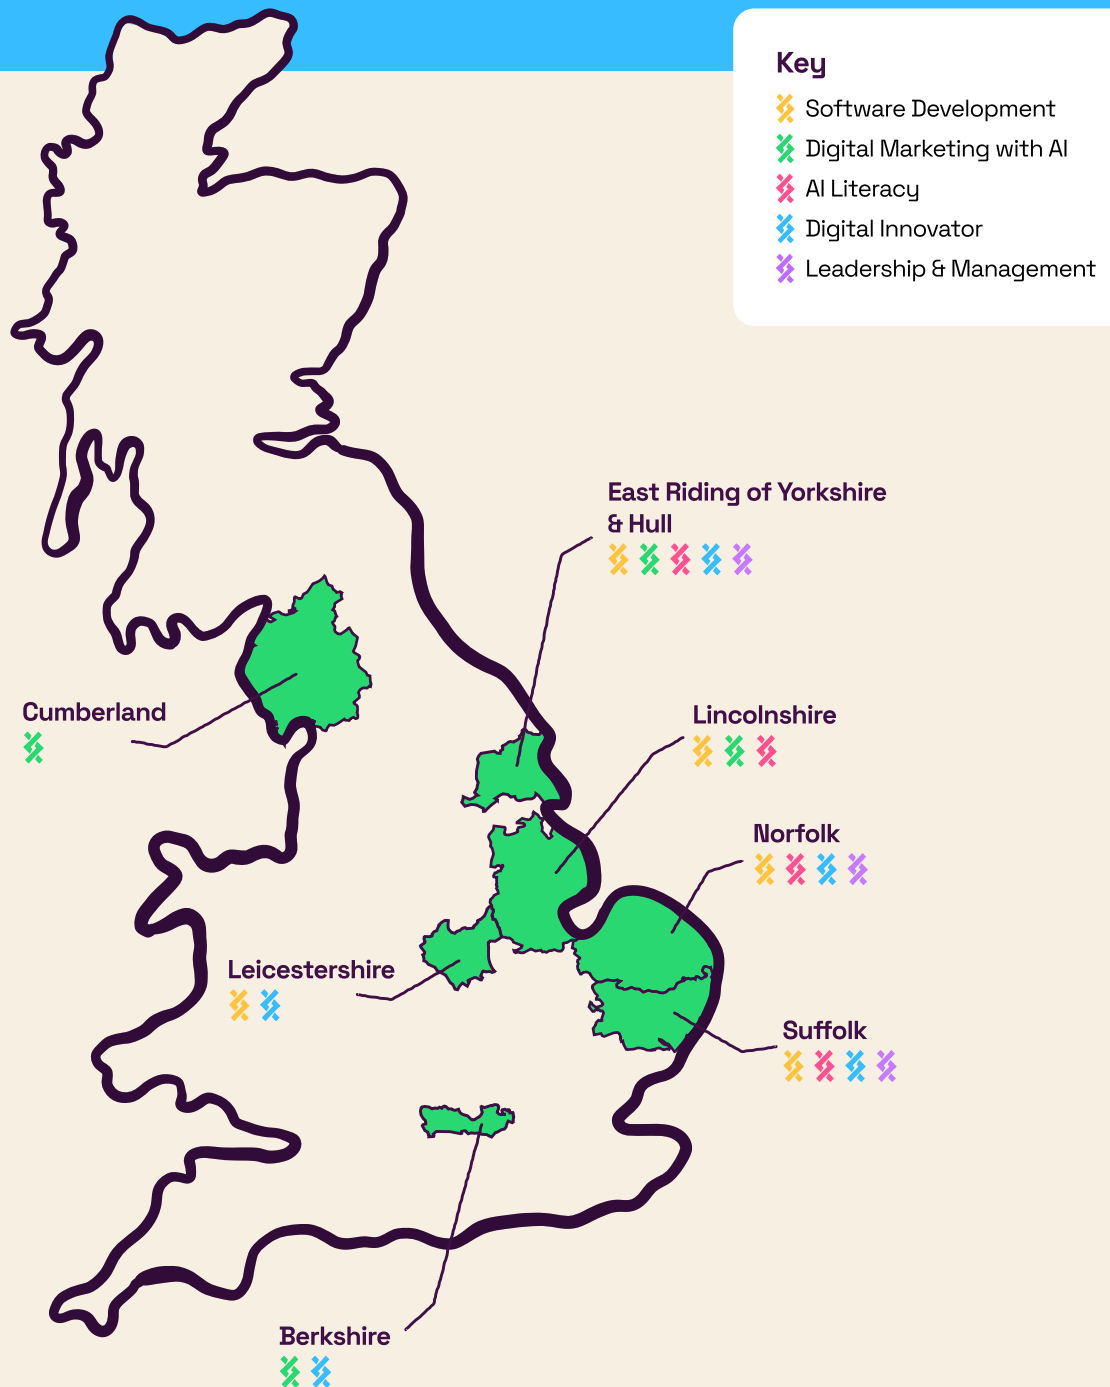 Key
Software Development
Digital Marketing with AI
AI Literacy
Digital Innovator
Leadership & Management
East Riding of Yorkshire
& Hull
Cumberland
Lincolnshire
Norfolk
Leicestershire
Suffolk
Berkshire